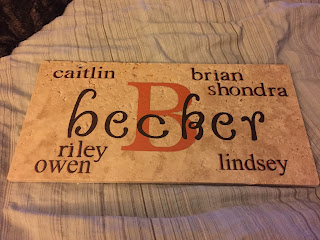 caitlin
brian
shondra
B
becker
riley
owen
lindsey